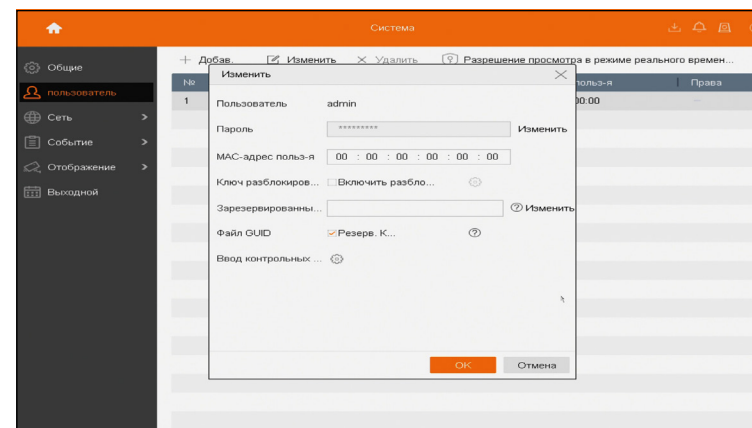 Система
Общие
пользователь
Сеть
Событие
Отображение
Выходной
Добав. Изменить Удалить Разрешение просмотра в режиме реального времен...
№ польз-я Права
1 00:00 --
Изменить
Пользователь admin
Пароль ********* Изменить
MAC-адрес польз-я 00 : 00 : 00 : 00 : 00 : 00
Ключ разблокиров... Включить разбло...
Зарезервированны... Изменить
Файл GUID Резерв. К...
Ввод контрольных ...
OK Отмена